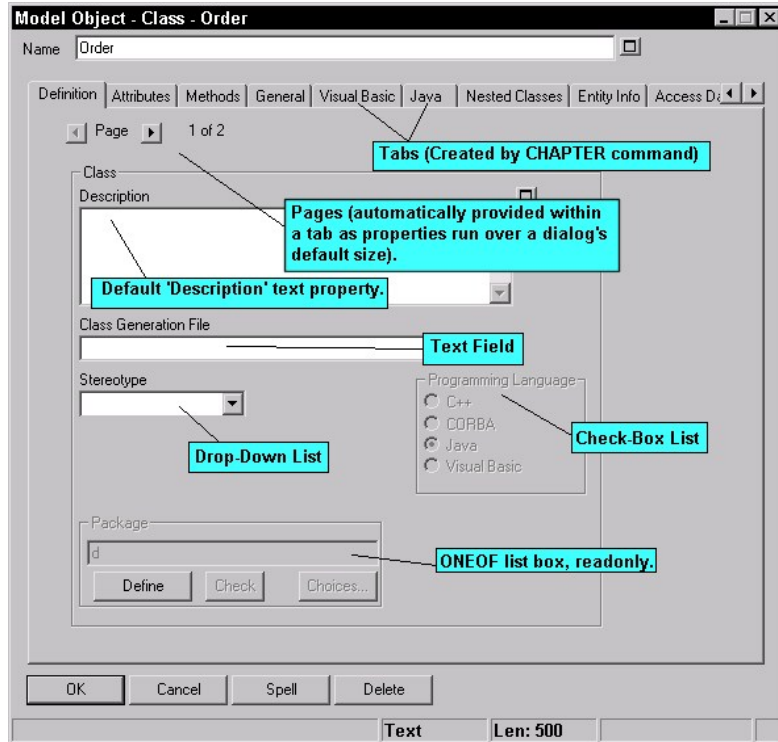 Model Object - Class - Order
Name Order
Definition Attributes Methods General Visual Basic Java Nested Classes Entity Info Access
Page 1 of 2
Tabs (Created by CHAPTER command)
Class
Description
Pages (automatically provided within
a tab as properties run over a dialog's
default size).
Default 'Description' text property.
Class Generation File
Text Field
Stereotype
Programming Language
C++
CORBA
Java
Visual Basic
Check-Box List
Drop-Down List
Package
d
ONEOF list box, readonly.
Define Check Choices...
OK Cancel Spell Delete
Text Len: 500